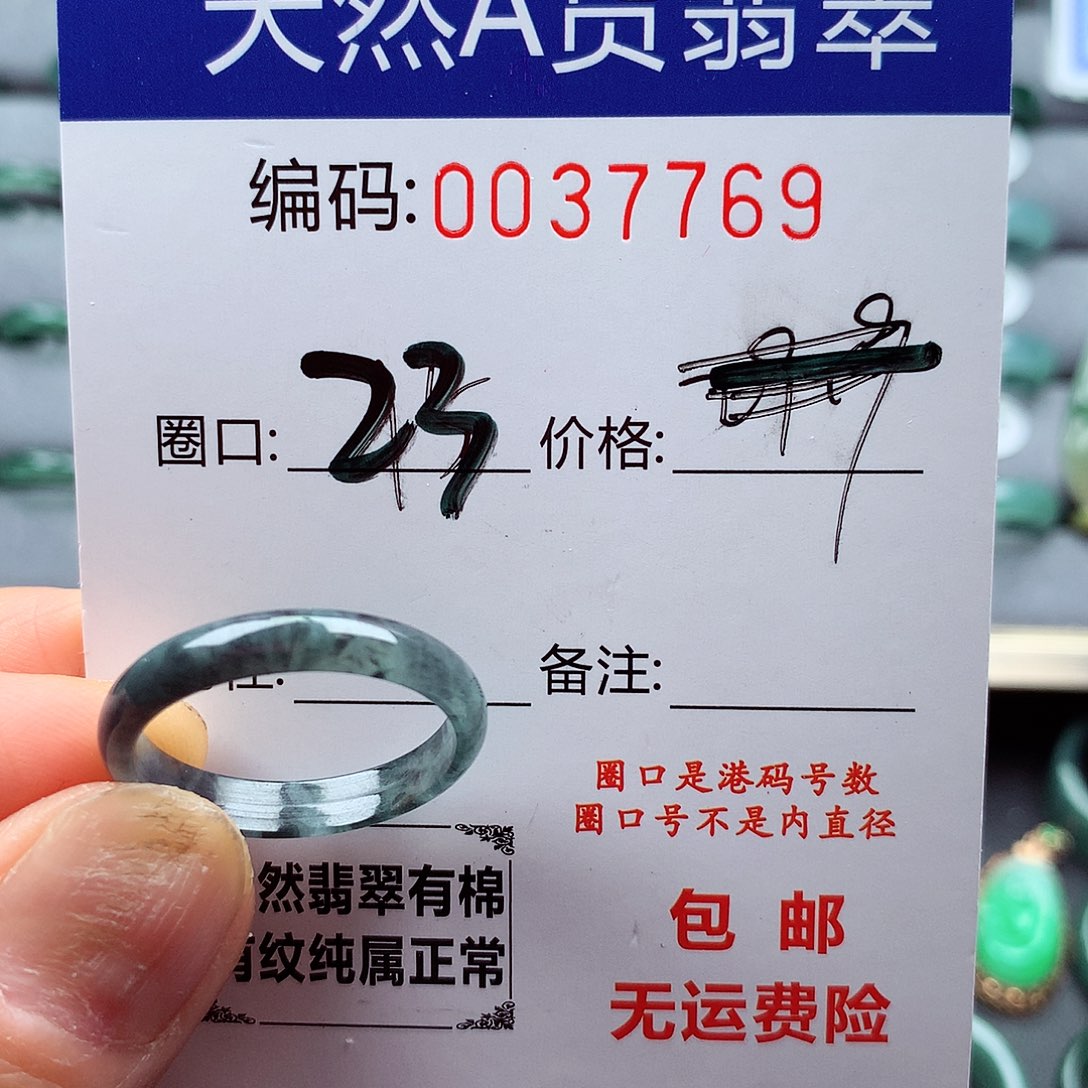 天然A货翡翠
编码:0037769
圈口: 23 价格:
备注:
圈口是港码号数
圈口号不是内直径
然翡翠有棉
有纹纯属正常
包 邮
无运费险